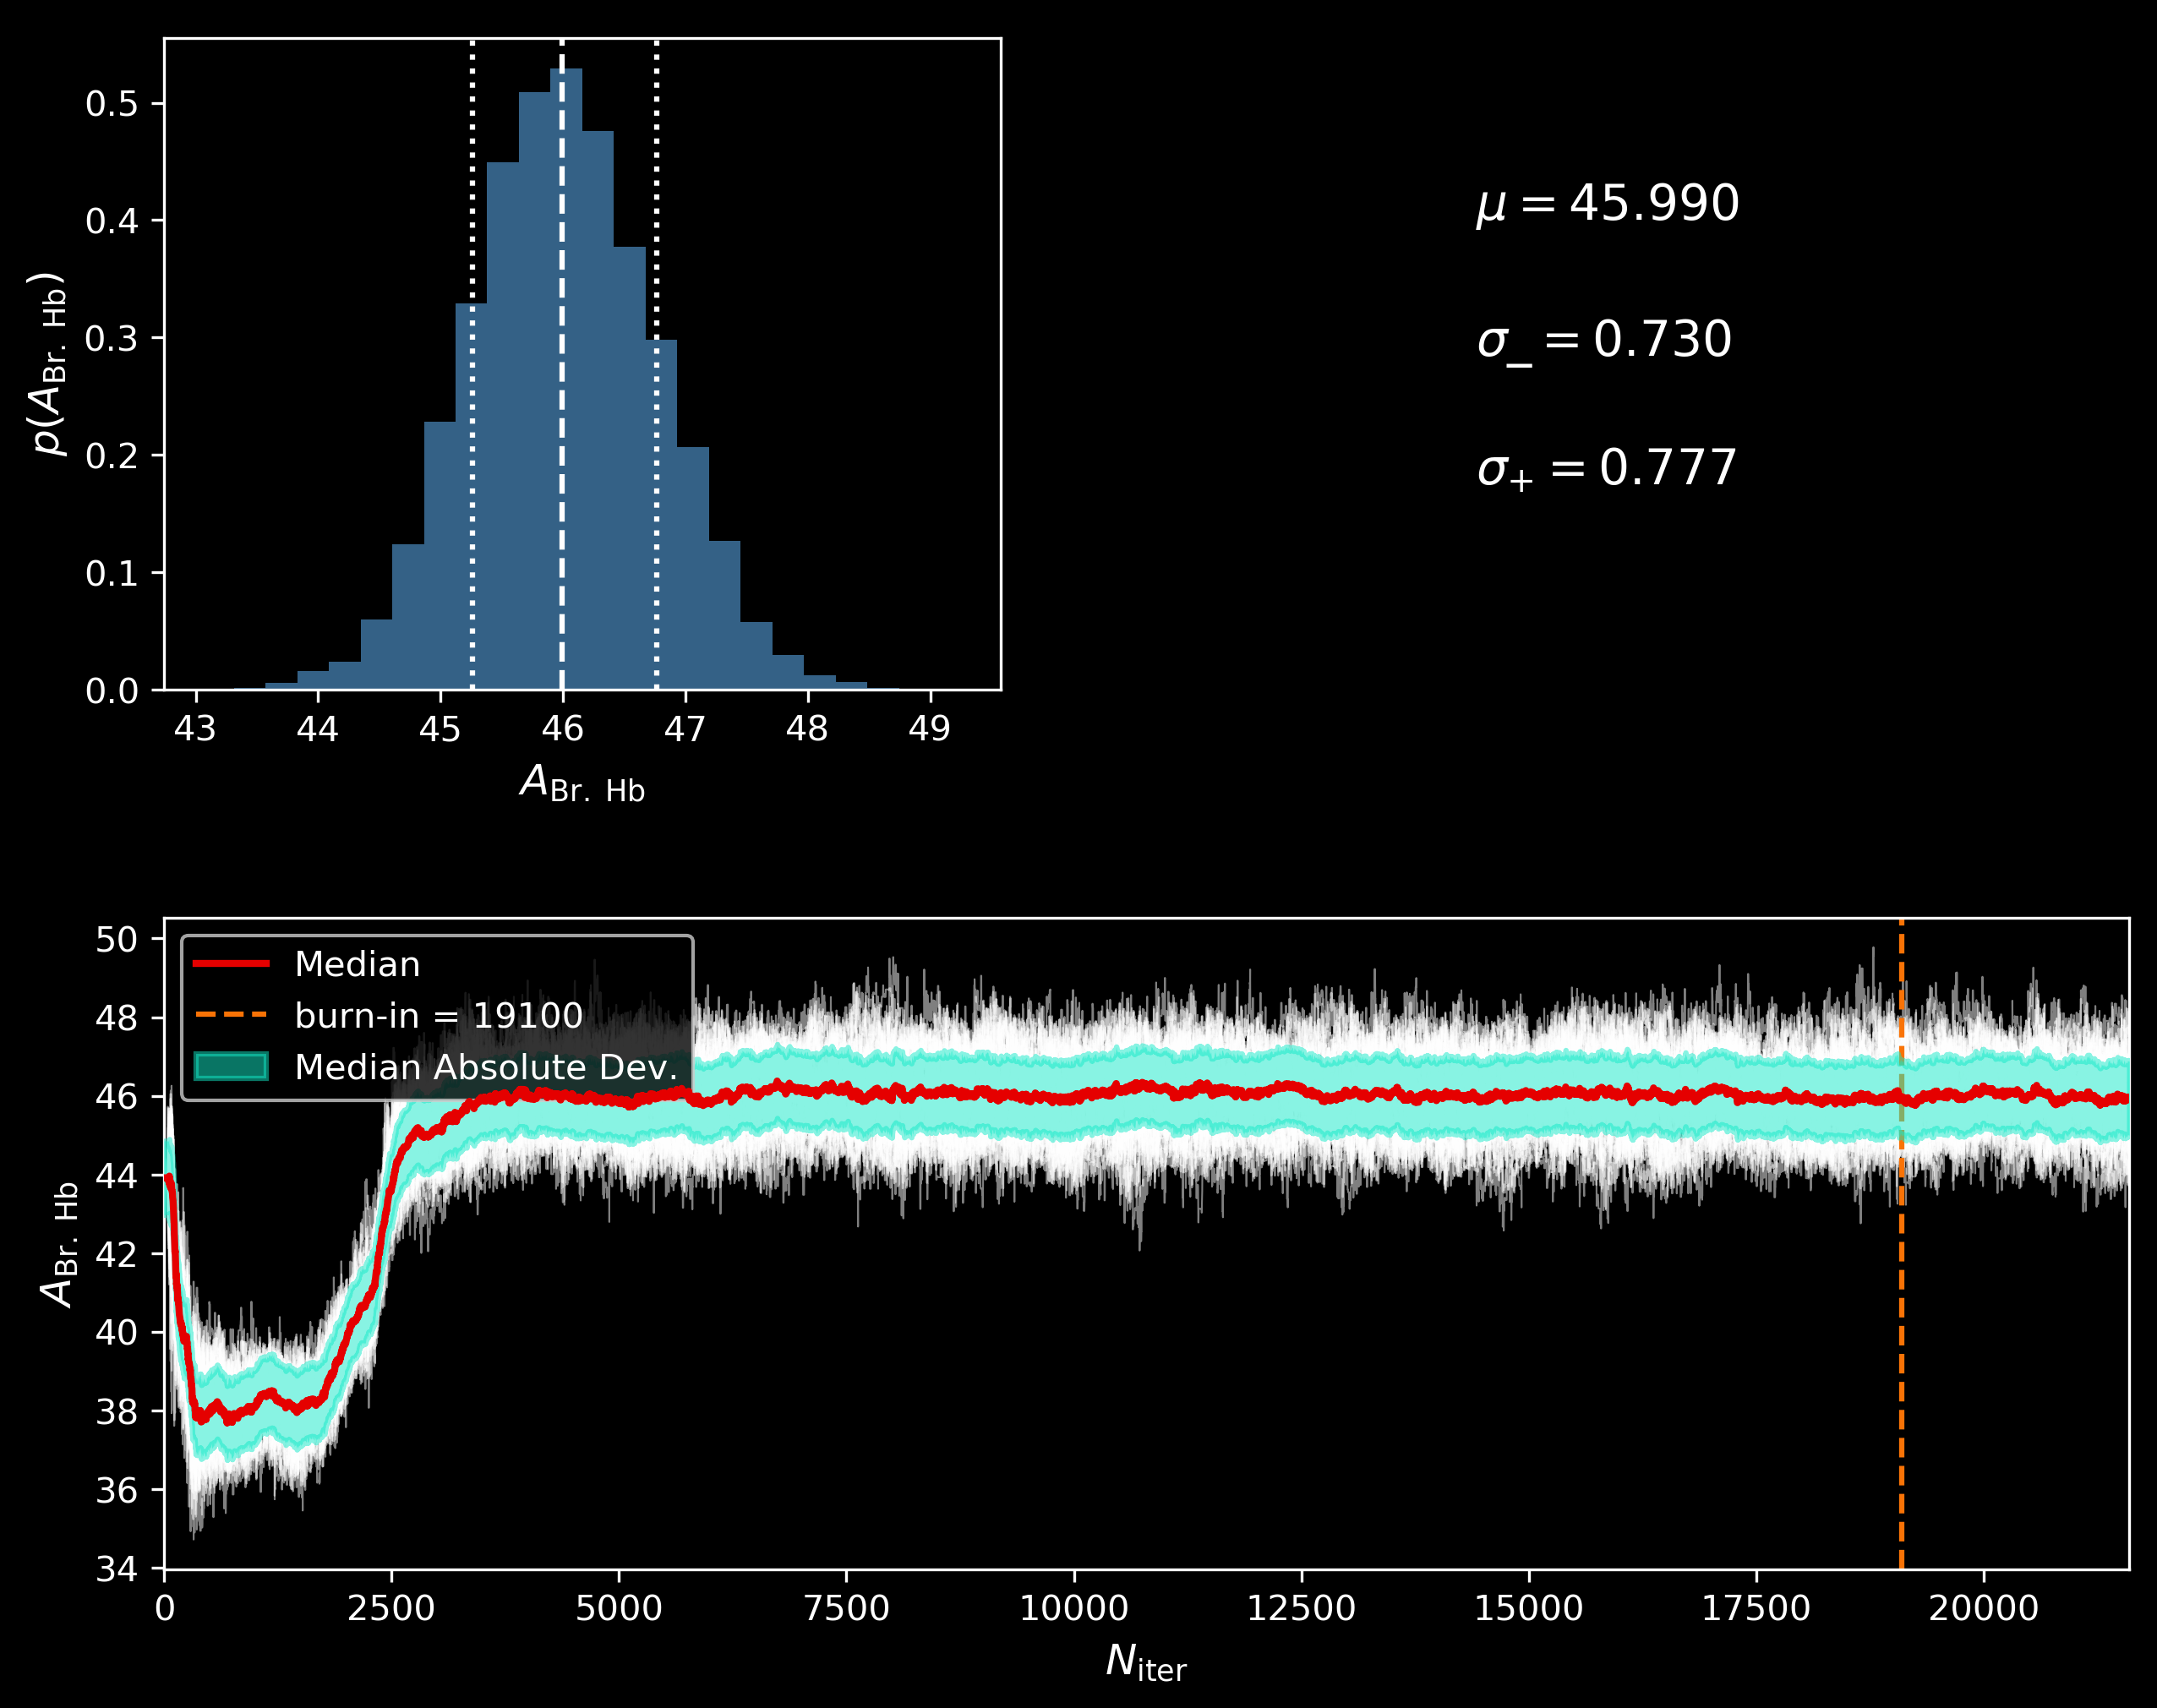 0.5
0.4
0.3
0.2
0.1
0.0
p(A_Br. Hb)
43 44 45 46 47 48 49
A_Br. Hb
μ = 45.990
σ_− = 0.730
σ_+ = 0.777
50
48
46
44
42
40
38
36
34
A_Br. Hb
Median
burn-in = 19100
Median Absolute Dev.
0 2500 5000 7500 10000 12500 15000 17500 20000
N_iter